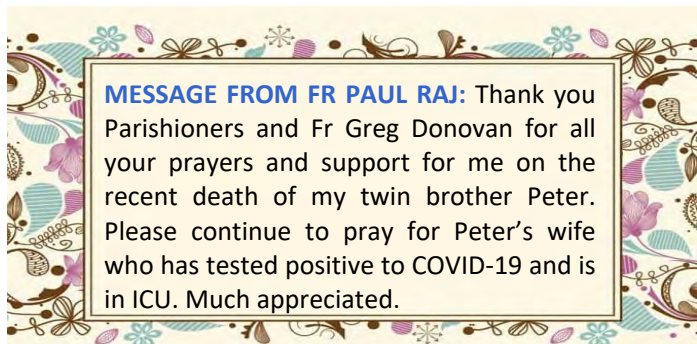 MESSAGE FROM FR PAUL RAJ: Thank you
Parishioners and Fr Greg Donovan for all
your prayers and support for me on the
recent death of my twin brother Peter.
Please continue to pray for Peter’s wife
who has tested positive to COVID-19 and is
in ICU. Much appreciated.